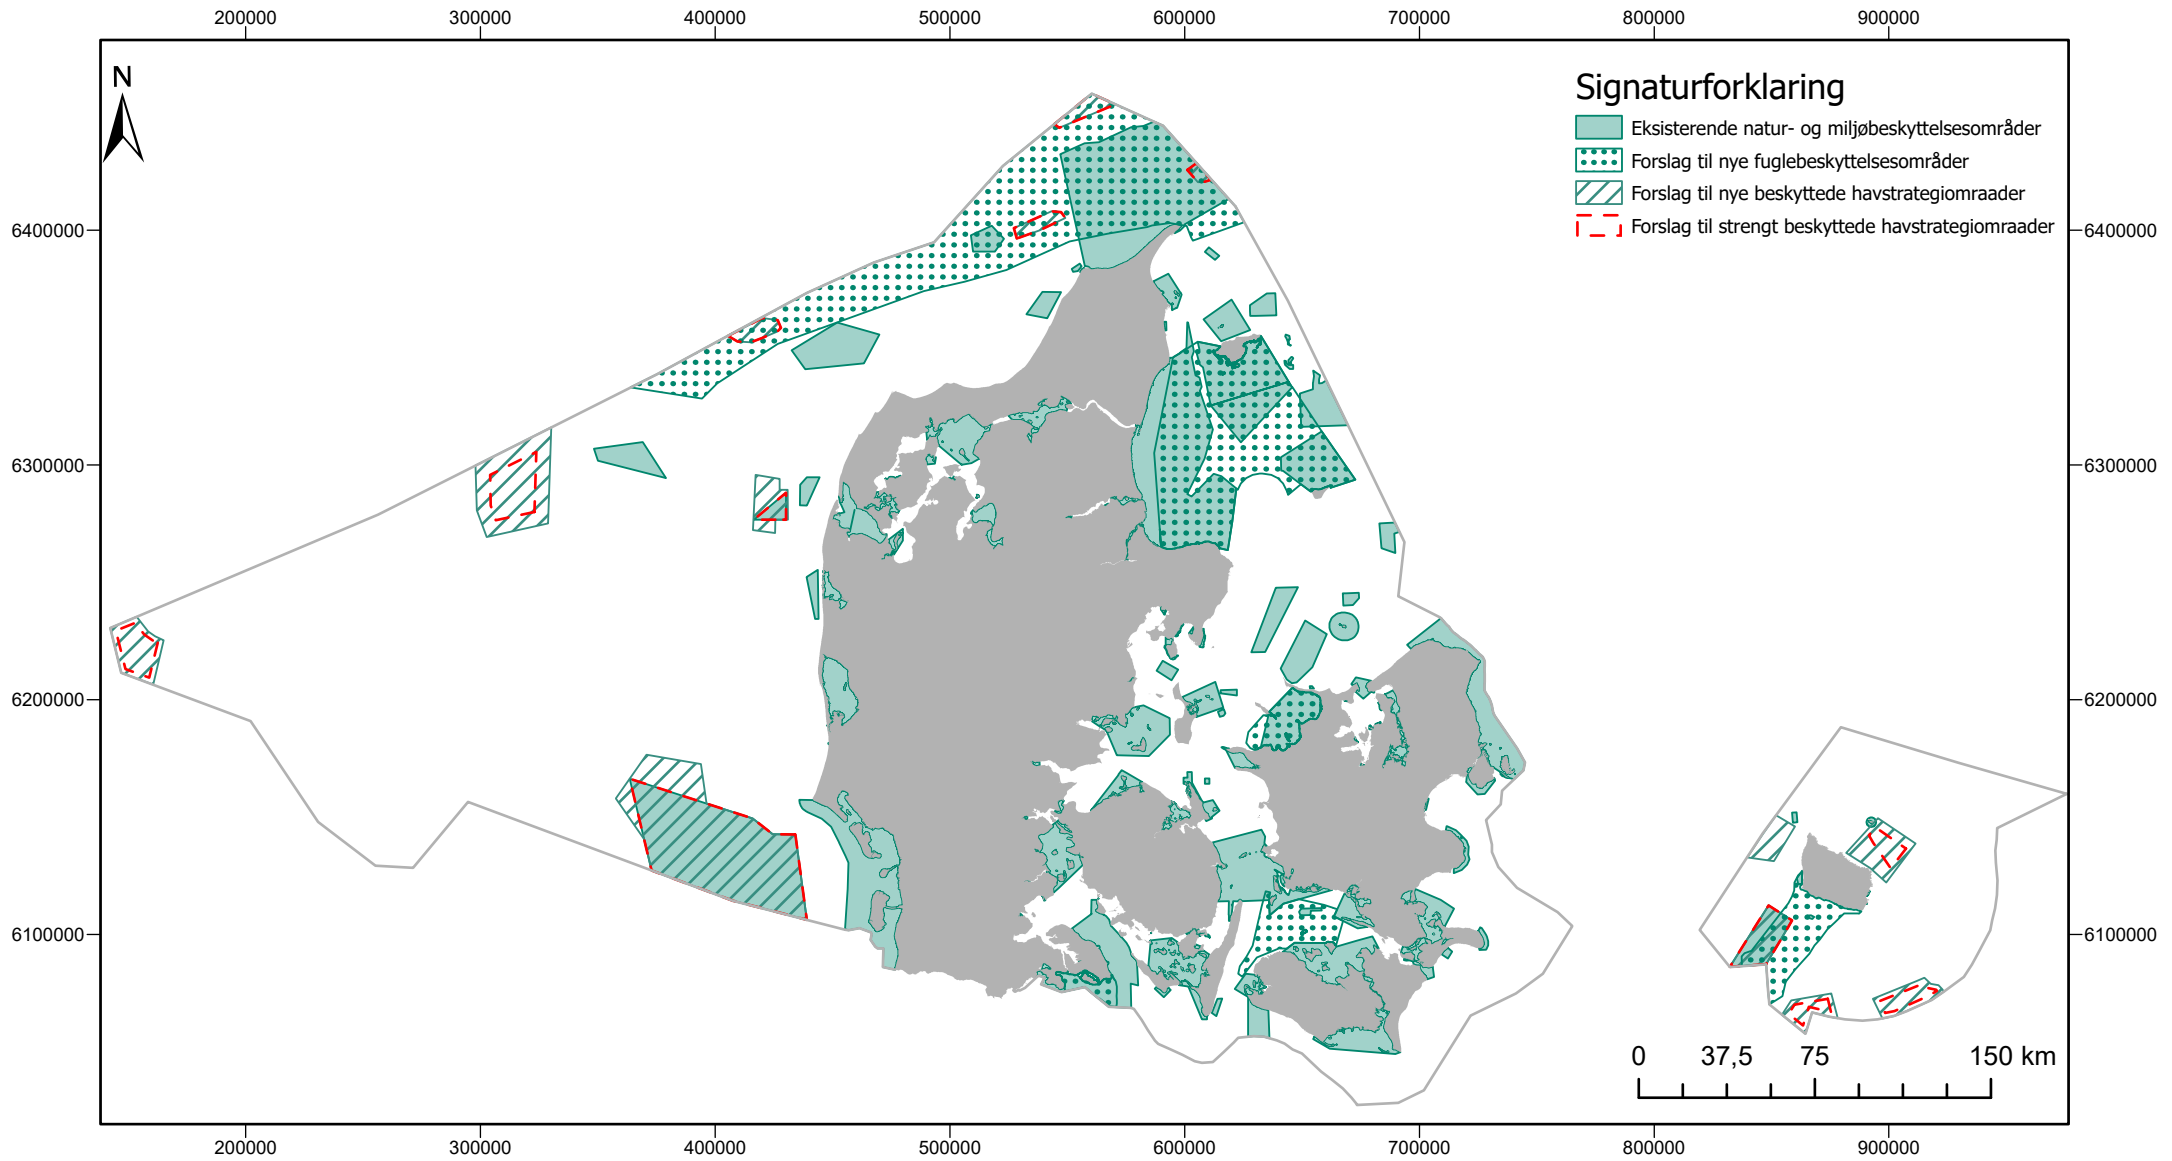 200000 300000 400000 500000 600000 700000 800000 900000
N
Signaturforklaring
Eksisterende natur- og miljøbeskyttelsesområder
Forslag til nye fuglebeskyttelsesområder
Forslag til nye beskyttede havstrategiomraader
Forslag til strengt beskyttede havstrategiomraader
6400000 6400000
6300000 6300000
6200000 6200000
6100000 6100000
0 37,5 75 150 km
200000 300000 400000 500000 600000 700000 800000 900000